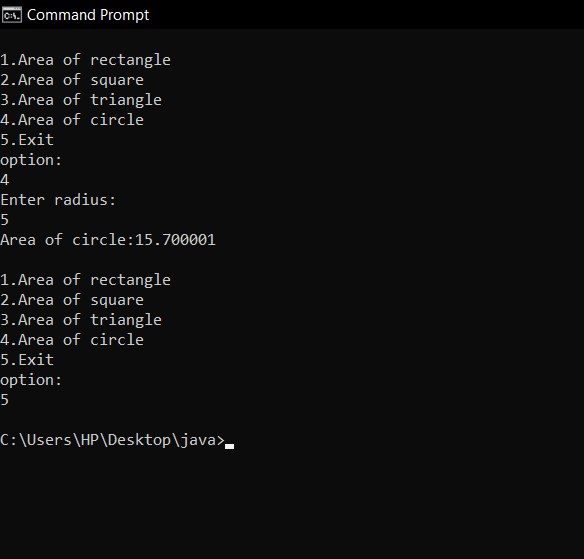 Command Prompt
1.Area of rectangle
2.Area of square
3.Area of triangle
4.Area of circle
5.Exit
option:
4
Enter radius:
5
Area of circle:15.700001
1.Area of rectangle
2.Area of square
3.Area of triangle
4.Area of circle
5.Exit
option:
5
C:\Users\HP\Desktop\java>